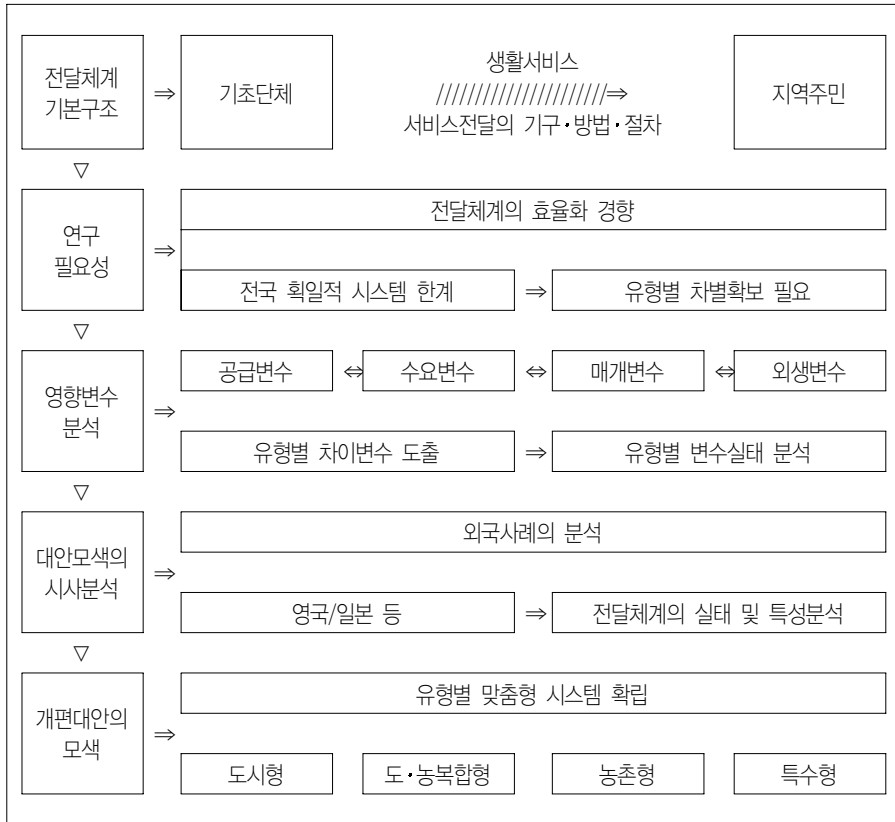 전달체계
기본구조
⇒
기초단체
생활서비스
//////////////////////⇒
서비스전달의 기구·방법·절차
지역주민
▽
연구
필요성
⇒
전달체계의 효율화 경향
전국 획일적 시스템 한계 ⇒ 유형별 차별확보 필요
▽
영향변수
분석
⇒
공급변수 ⇔ 수요변수 ⇔ 매개변수 ⇔ 외생변수
유형별 차이변수 도출 ⇒ 유형별 변수실태 분석
▽
대안모색의
시사분석
⇒
외국사례의 분석
영국/일본 등 ⇒ 전달체계의 실태 및 특성분석
▽
개편대안의
모색
⇒
유형별 맞춤형 시스템 확립
도시형 도·농복합형 농촌형 특수형